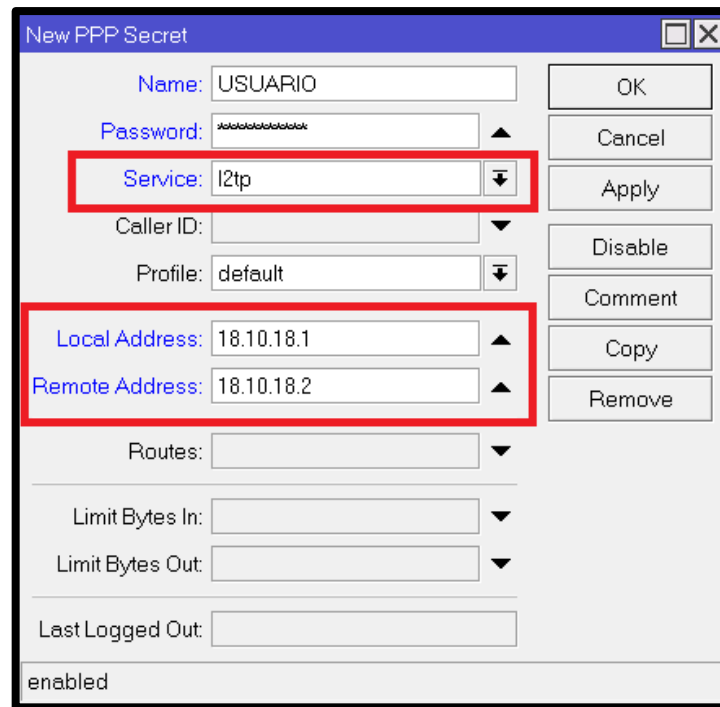 New PPP Secret
Name: USUARIO
OK
Password: ************
Cancel
Service: l2tp
Apply
Caller ID:
Disable
Profile: default
Comment
Local Address: 18.10.18.1
Copy
Remote Address: 18.10.18.2
Remove
Routes:
Limit Bytes In:
Limit Bytes Out:
Last Logged Out:
enabled